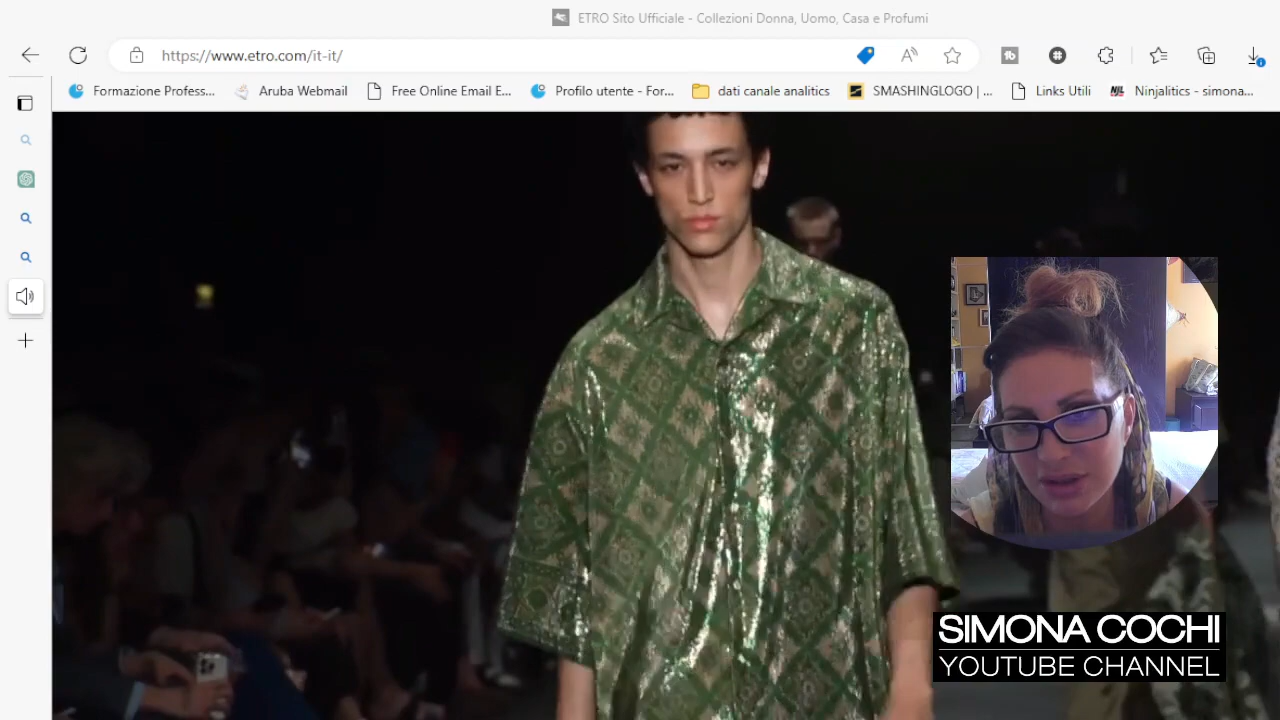 ETRO Sito Ufficiale - Collezioni Donna, Uomo, Casa e Profumi
https://www.etro.com/it-it/
Formazione Profess... Aruba Webmail Free Online Email E... Profilo utente - For... dati canale analitics SMASHINGLOGO | ... Links Utili Ninjalitics - simona...
SIMONA COCHI
YOUTUBE CHANNEL